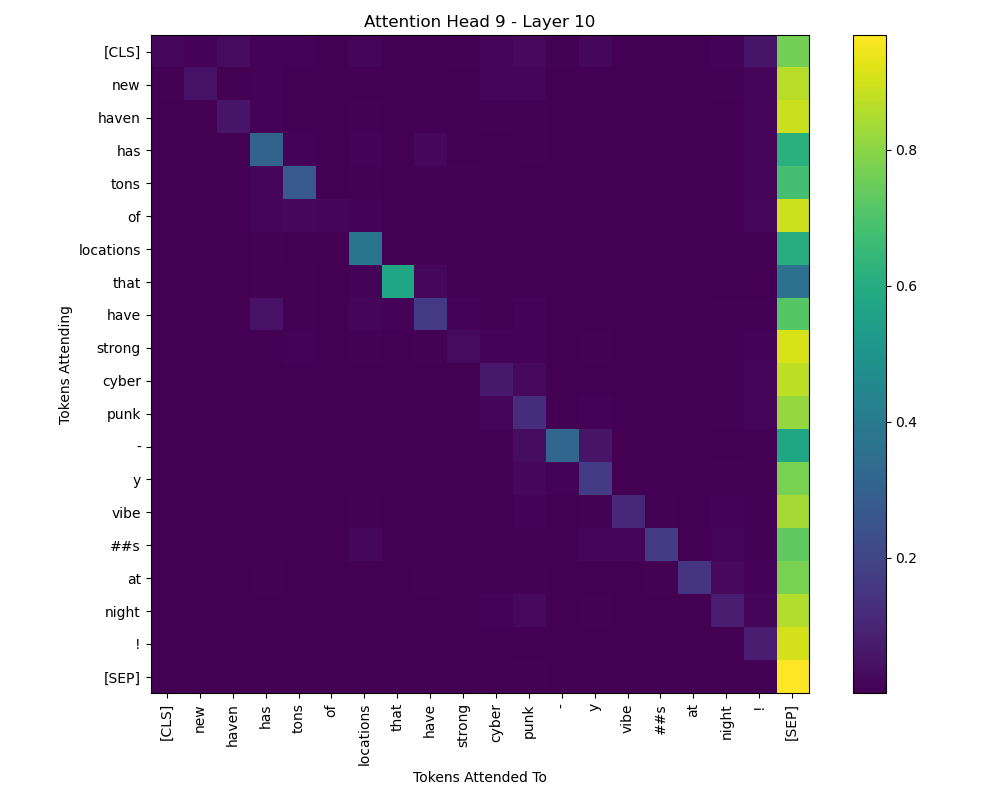 Attention Head 9 - Layer 10
Tokens Attending
[CLS]
new
haven
has
tons
of
locations
that
have
strong
cyber
punk
-
y
vibe
##s
at
night
!
[SEP]
[CLS]
new
haven
has
tons
of
locations
that
have
strong
cyber
punk
-
y
vibe
##s
at
night
!
[SEP]
Tokens Attended To
0.8
0.6
0.4
0.2